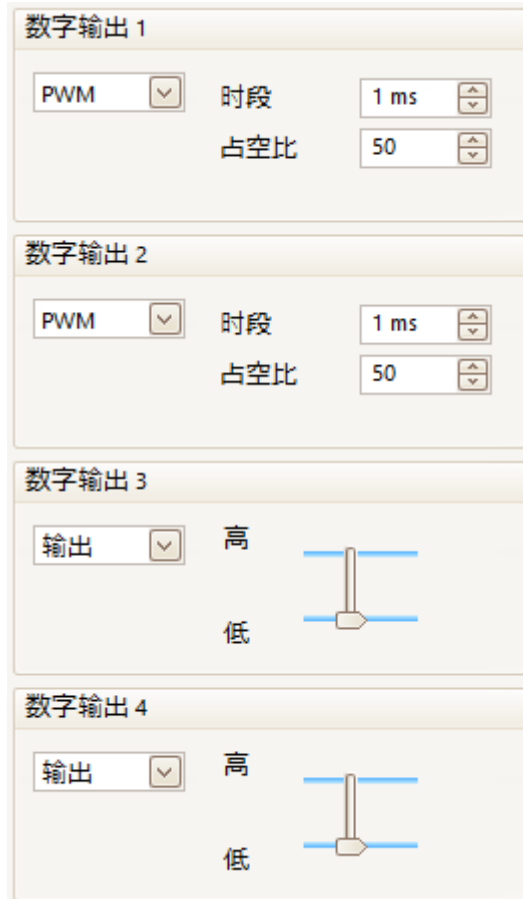 数字输出 1
PWM 时段 1 ms
占空比 50
数字输出 2
PWM 时段 1 ms
占空比 50
数字输出 3
输出 高
低
数字输出 4
输出 高
低